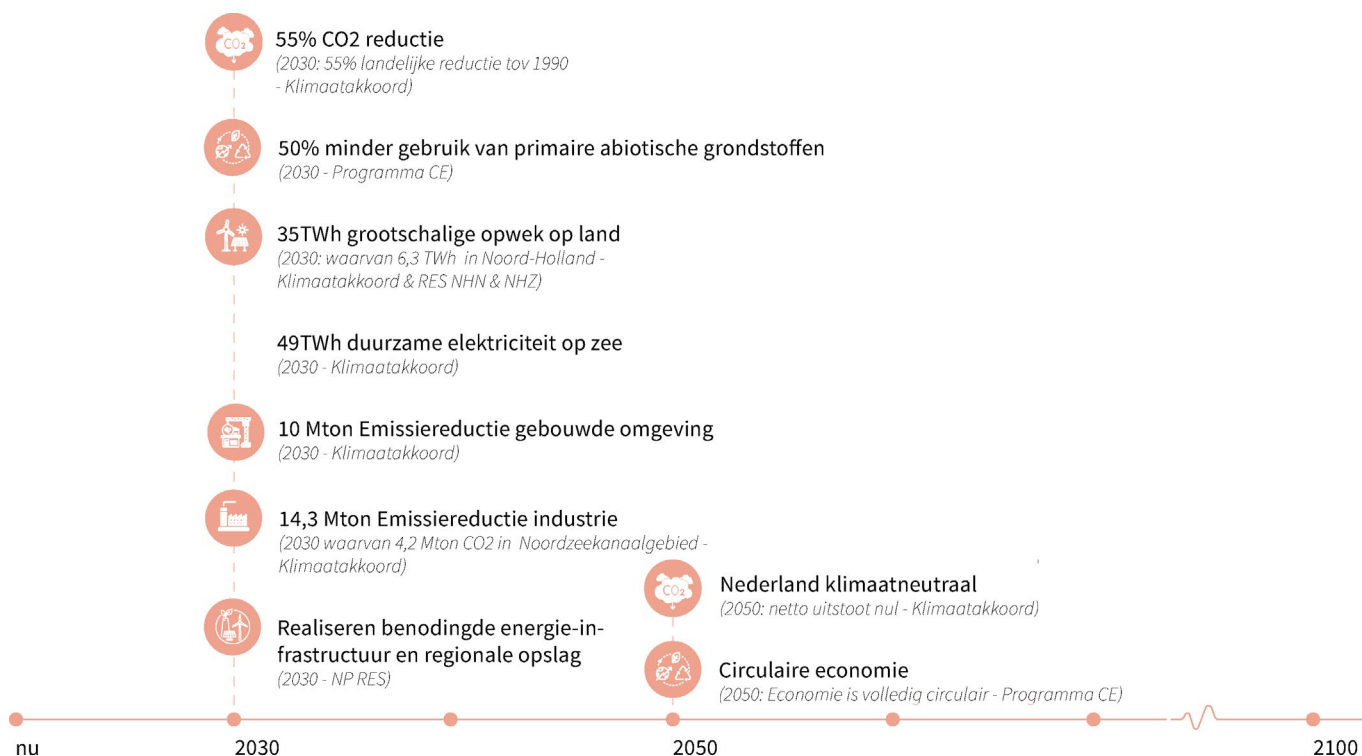 CO2
55% CO2 reductie
(2030: 55% landelijke reductie tov 1990
- Klimaatakkoord)
50% minder gebruik van primaire abiotische grondstoffen
(2030 - Programma CE)
35TWh grootschalige opwek op land
(2030: waarvan 6,3 TWh in Noord-Holland -
Klimaatakkoord & RES NHN & NHZ)
49TWh duurzame elektriciteit op zee
(2030 - Klimaatakkoord)
10 Mton Emissiereductie gebouwde omgeving
(2030 - Klimaatakkoord)
14,3 Mton Emissiereductie industrie
(2030 waarvan 4,2 Mton CO2 in Noordzeekanaalgebied -
Klimaatakkoord)
Realiseren benodingde energie-in-
frastructuur en regionale opslag
(2030 - NP RES)
CO2
Nederland klimaatneutraal
(2050: netto uitstoot nul - Klimaatakkoord)
Circulaire economie
(2050: Economie is volledig circulair - Programma CE)
nu
2030
2050
2100